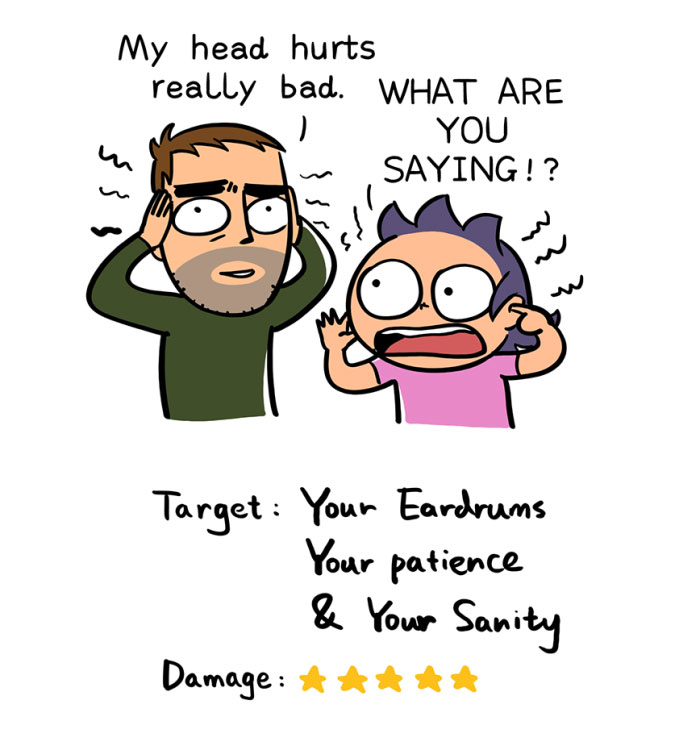 My head hurts
really bad.
WHAT ARE
YOU
SAYING!?
Target: Your Eardrums
Your patience
& Your Sanity
Damage: ★★★★★